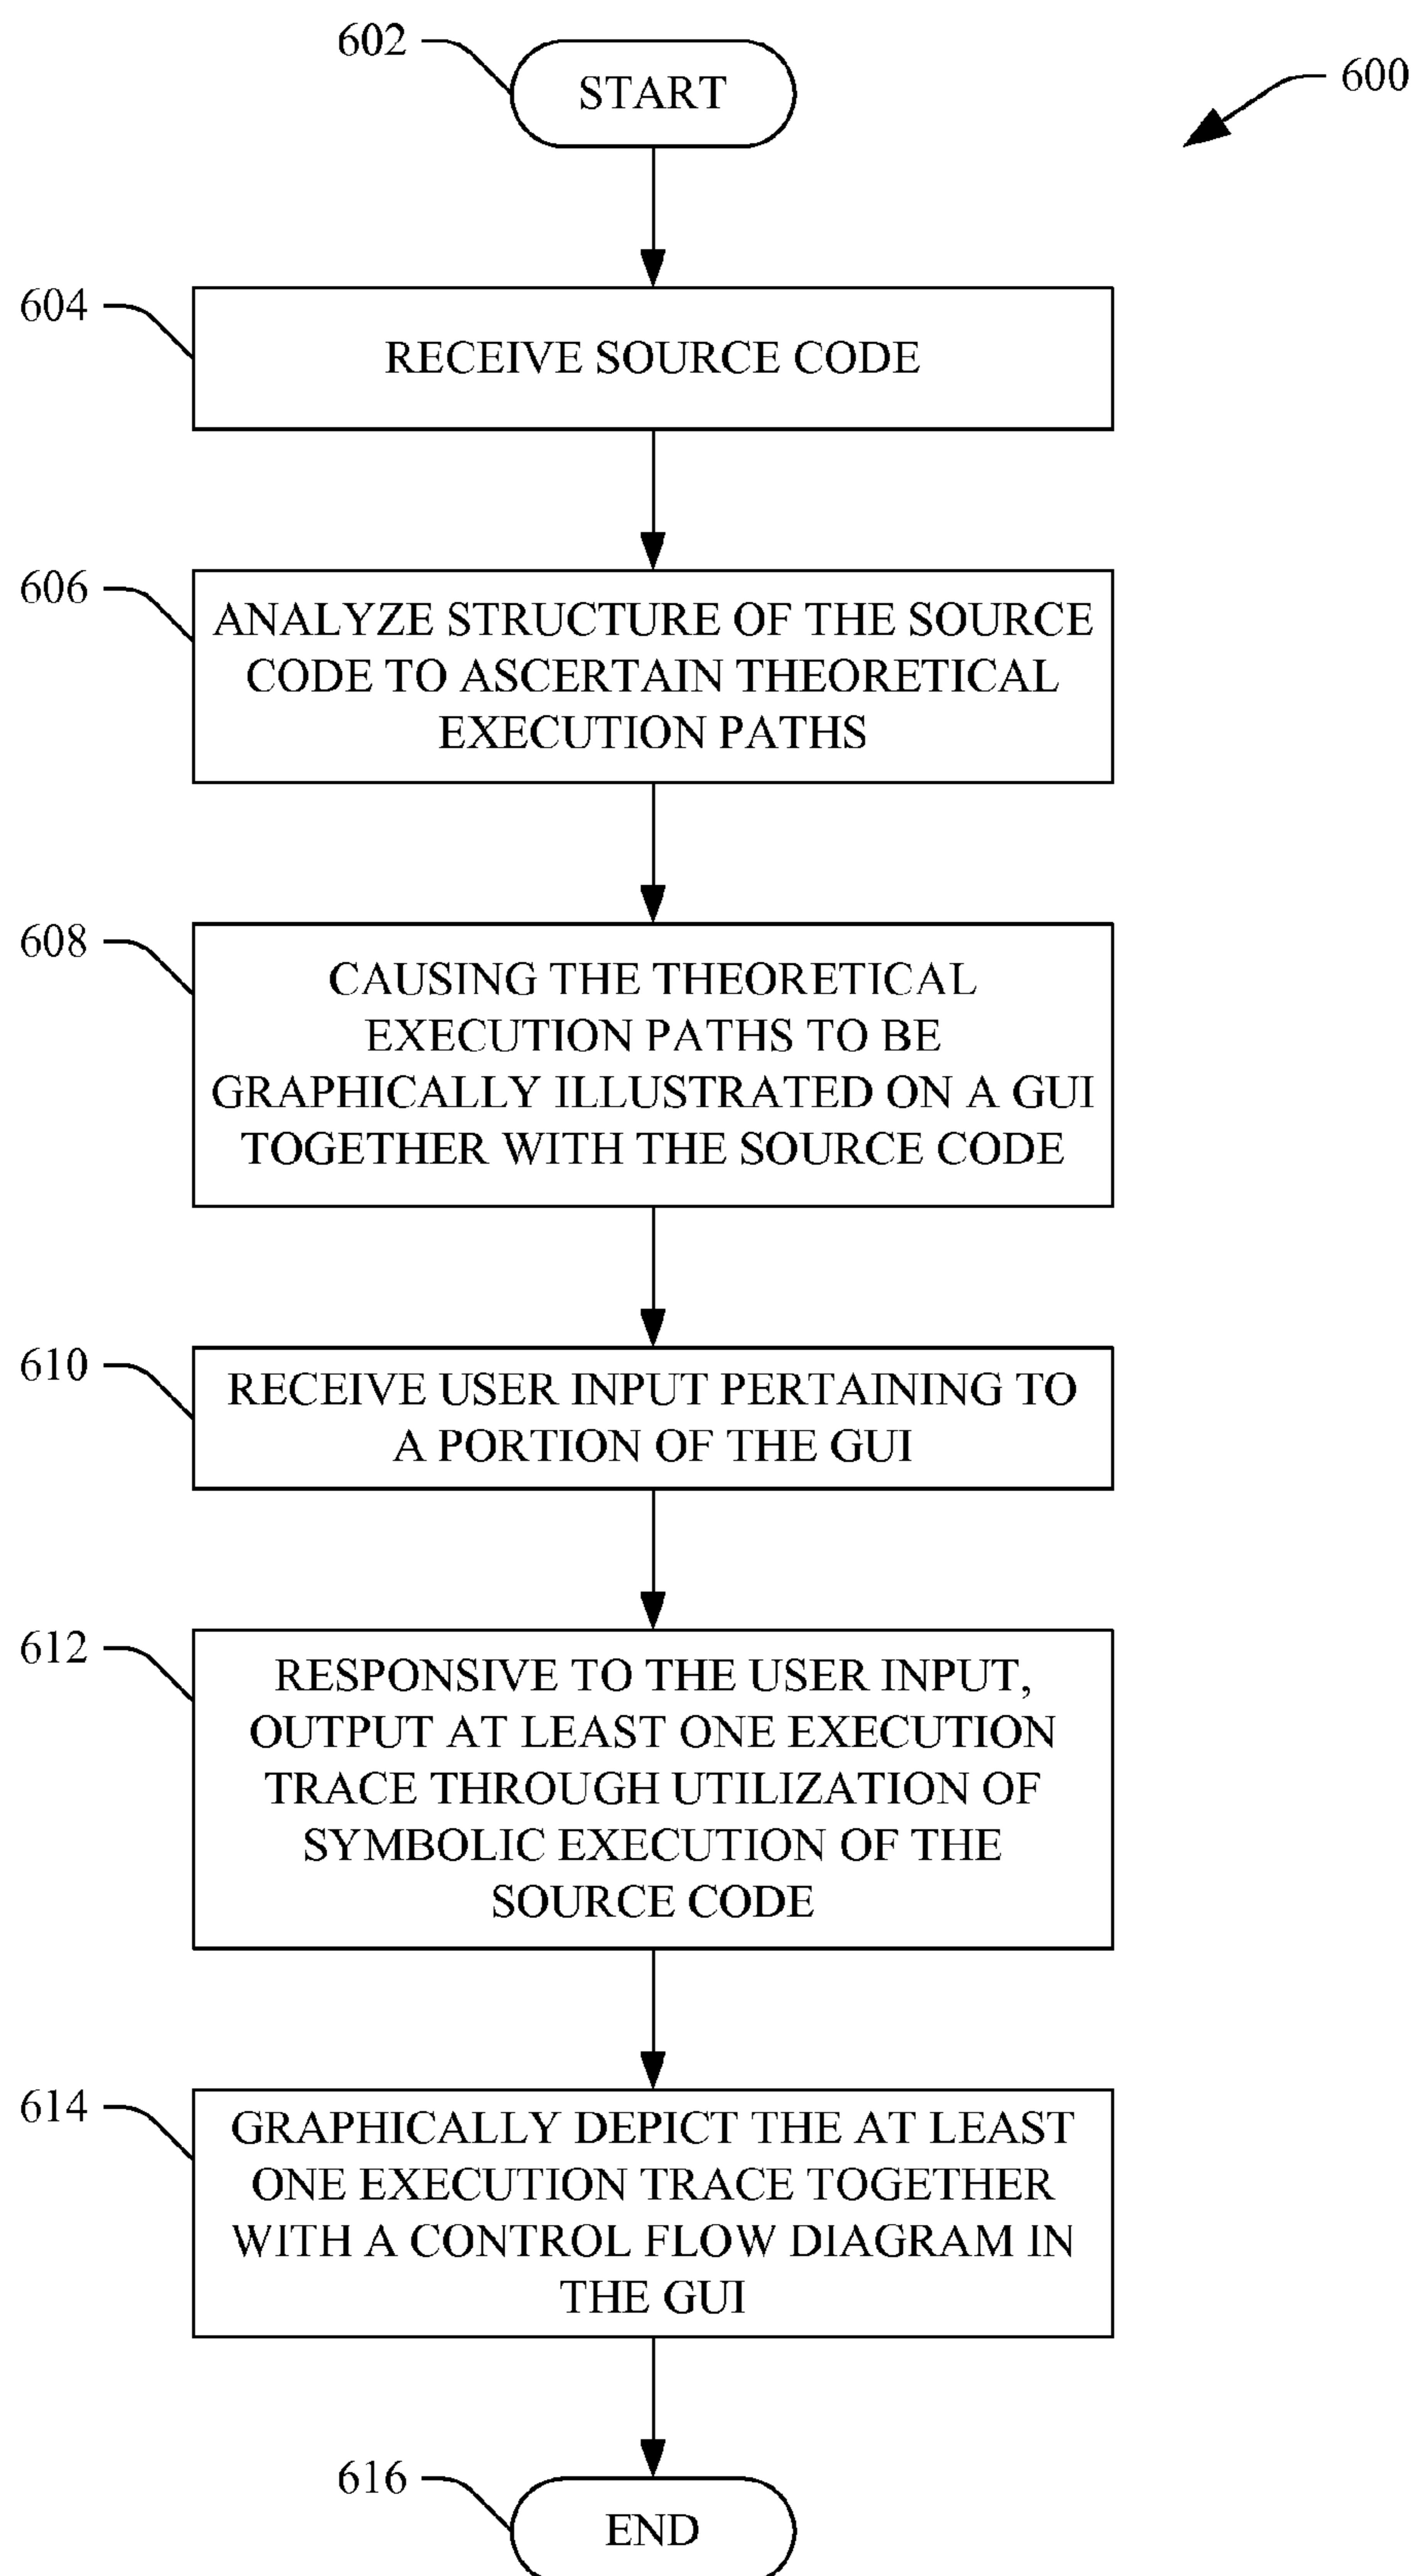 602
START
600
604
RECEIVE SOURCE CODE
606
ANALYZE STRUCTURE OF THE SOURCE
CODE TO ASCERTAIN THEORETICAL
EXECUTION PATHS
608
CAUSING THE THEORETICAL
EXECUTION PATHS TO BE
GRAPHICALLY ILLUSTRATED ON A GUI
TOGETHER WITH THE SOURCE CODE
610
RECEIVE USER INPUT PERTAINING TO
A PORTION OF THE GUI
612
RESPONSIVE TO THE USER INPUT,
OUTPUT AT LEAST ONE EXECUTION
TRACE THROUGH UTILIZATION OF
SYMBOLIC EXECUTION OF THE
SOURCE CODE
614
GRAPHICALLY DEPICT THE AT LEAST
ONE EXECUTION TRACE TOGETHER
WITH A CONTROL FLOW DIAGRAM IN
THE GUI
616
END